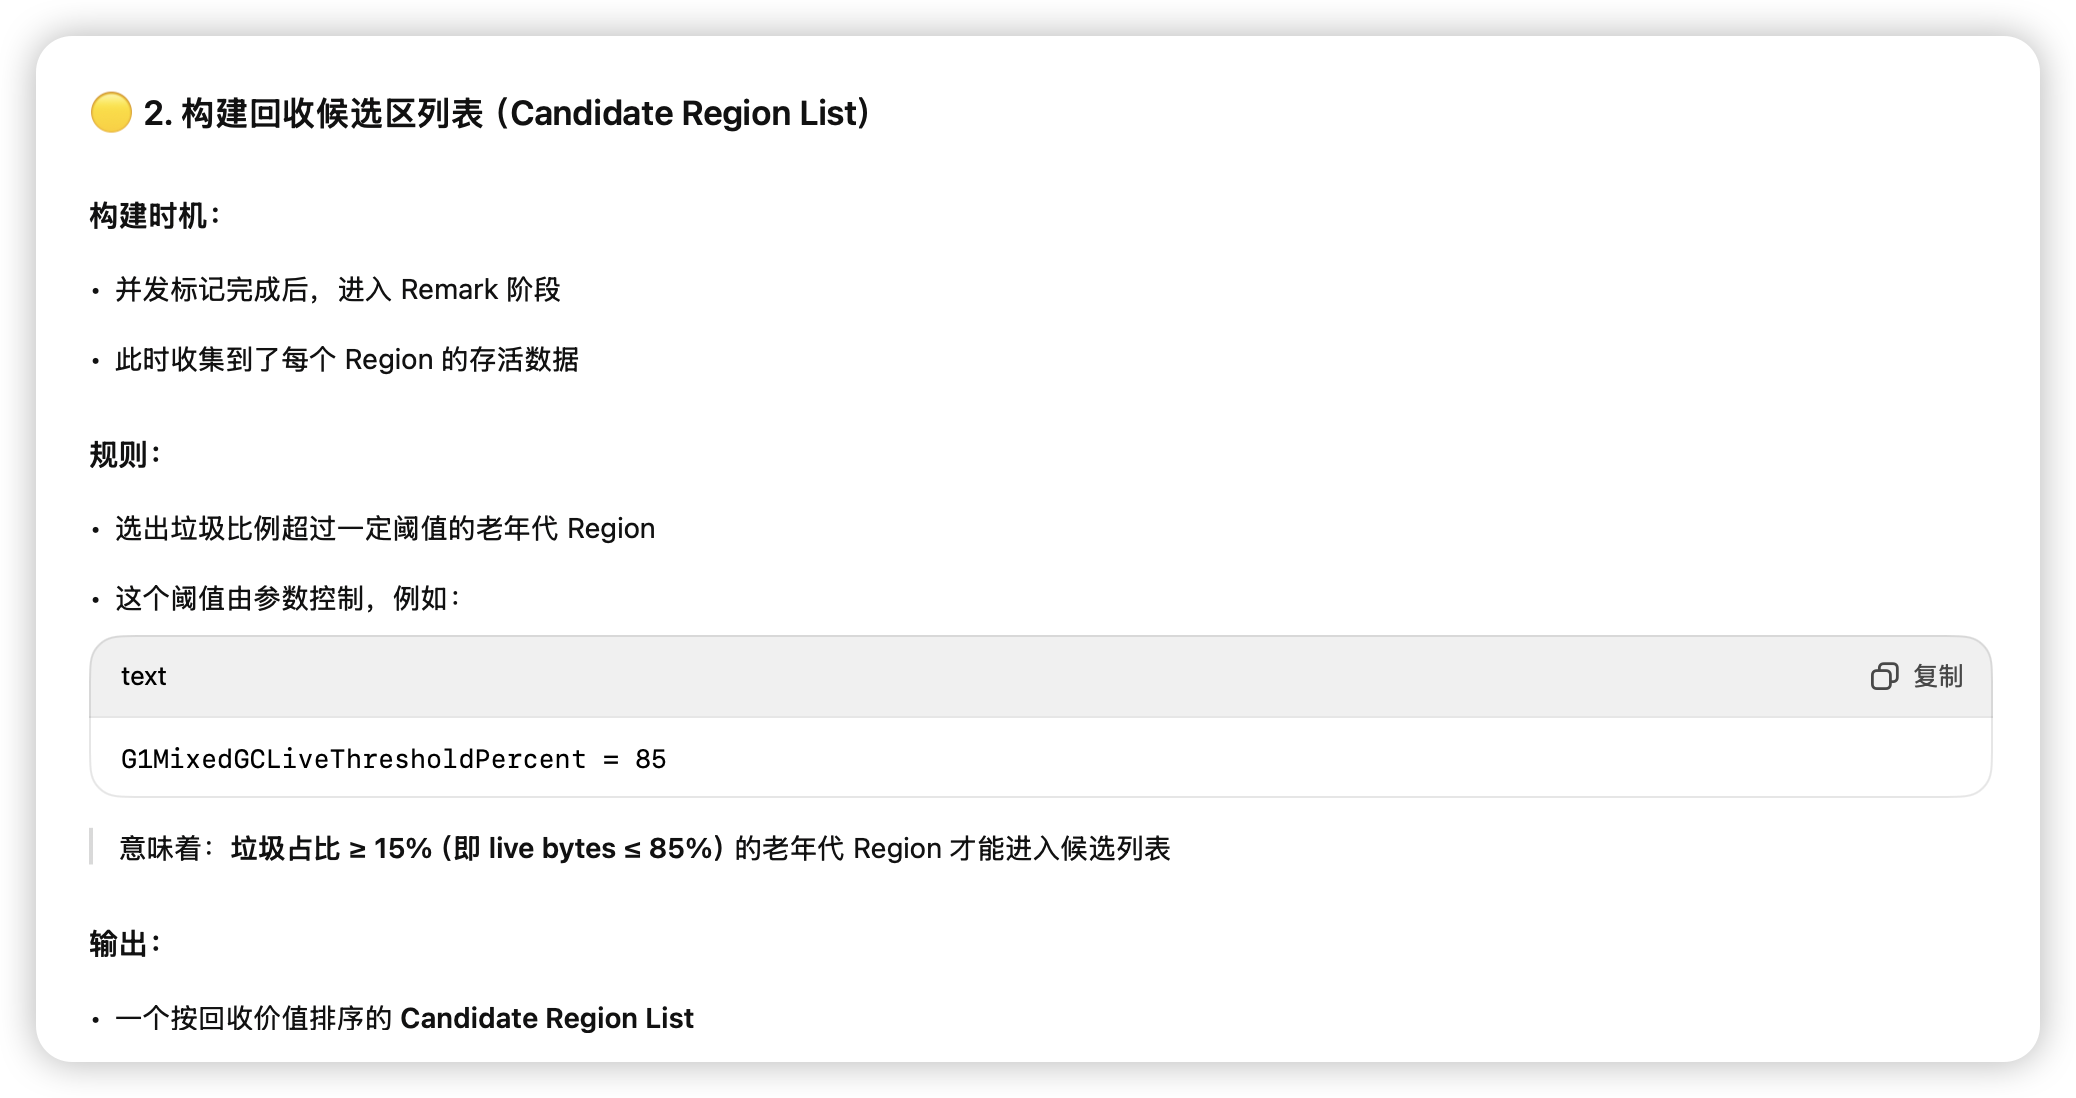 🟡 2. 构建回收候选区列表（Candidate Region List）
构建时机：
• 并发标记完成后，进入 Remark 阶段
• 此时收集到了每个 Region 的存活数据
规则：
• 选出垃圾比例超过一定阈值的老年代 Region
• 这个阈值由参数控制，例如：
text
复制
G1MixedGCLiveThresholdPercent = 85
意味着：垃圾占比 ≥ 15%（即 live bytes ≤ 85%）的老年代 Region 才能进入候选列表
输出：
• 一个按回收价值排序的 Candidate Region List